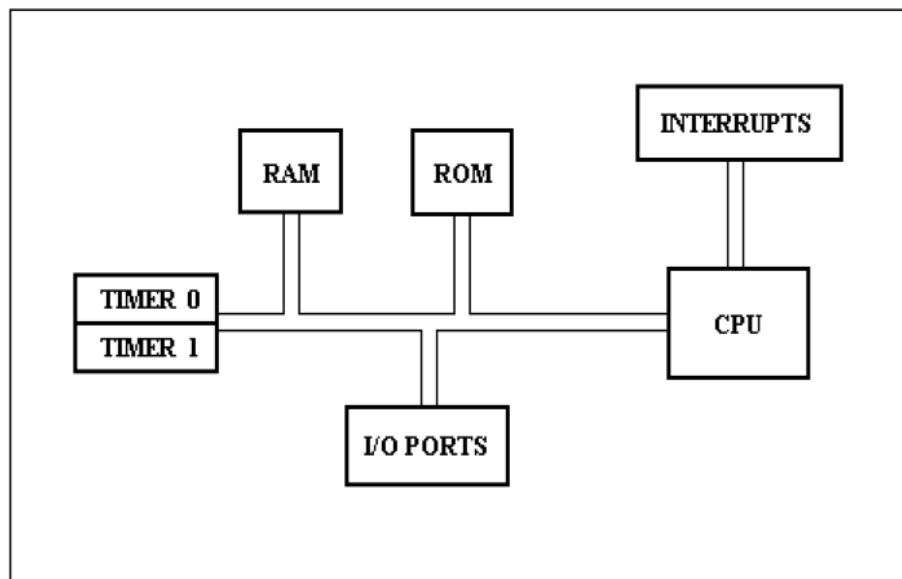 INTERRUPTS
RAM
ROM
TIMER 0
TIMER 1
CPU
I/O PORTS